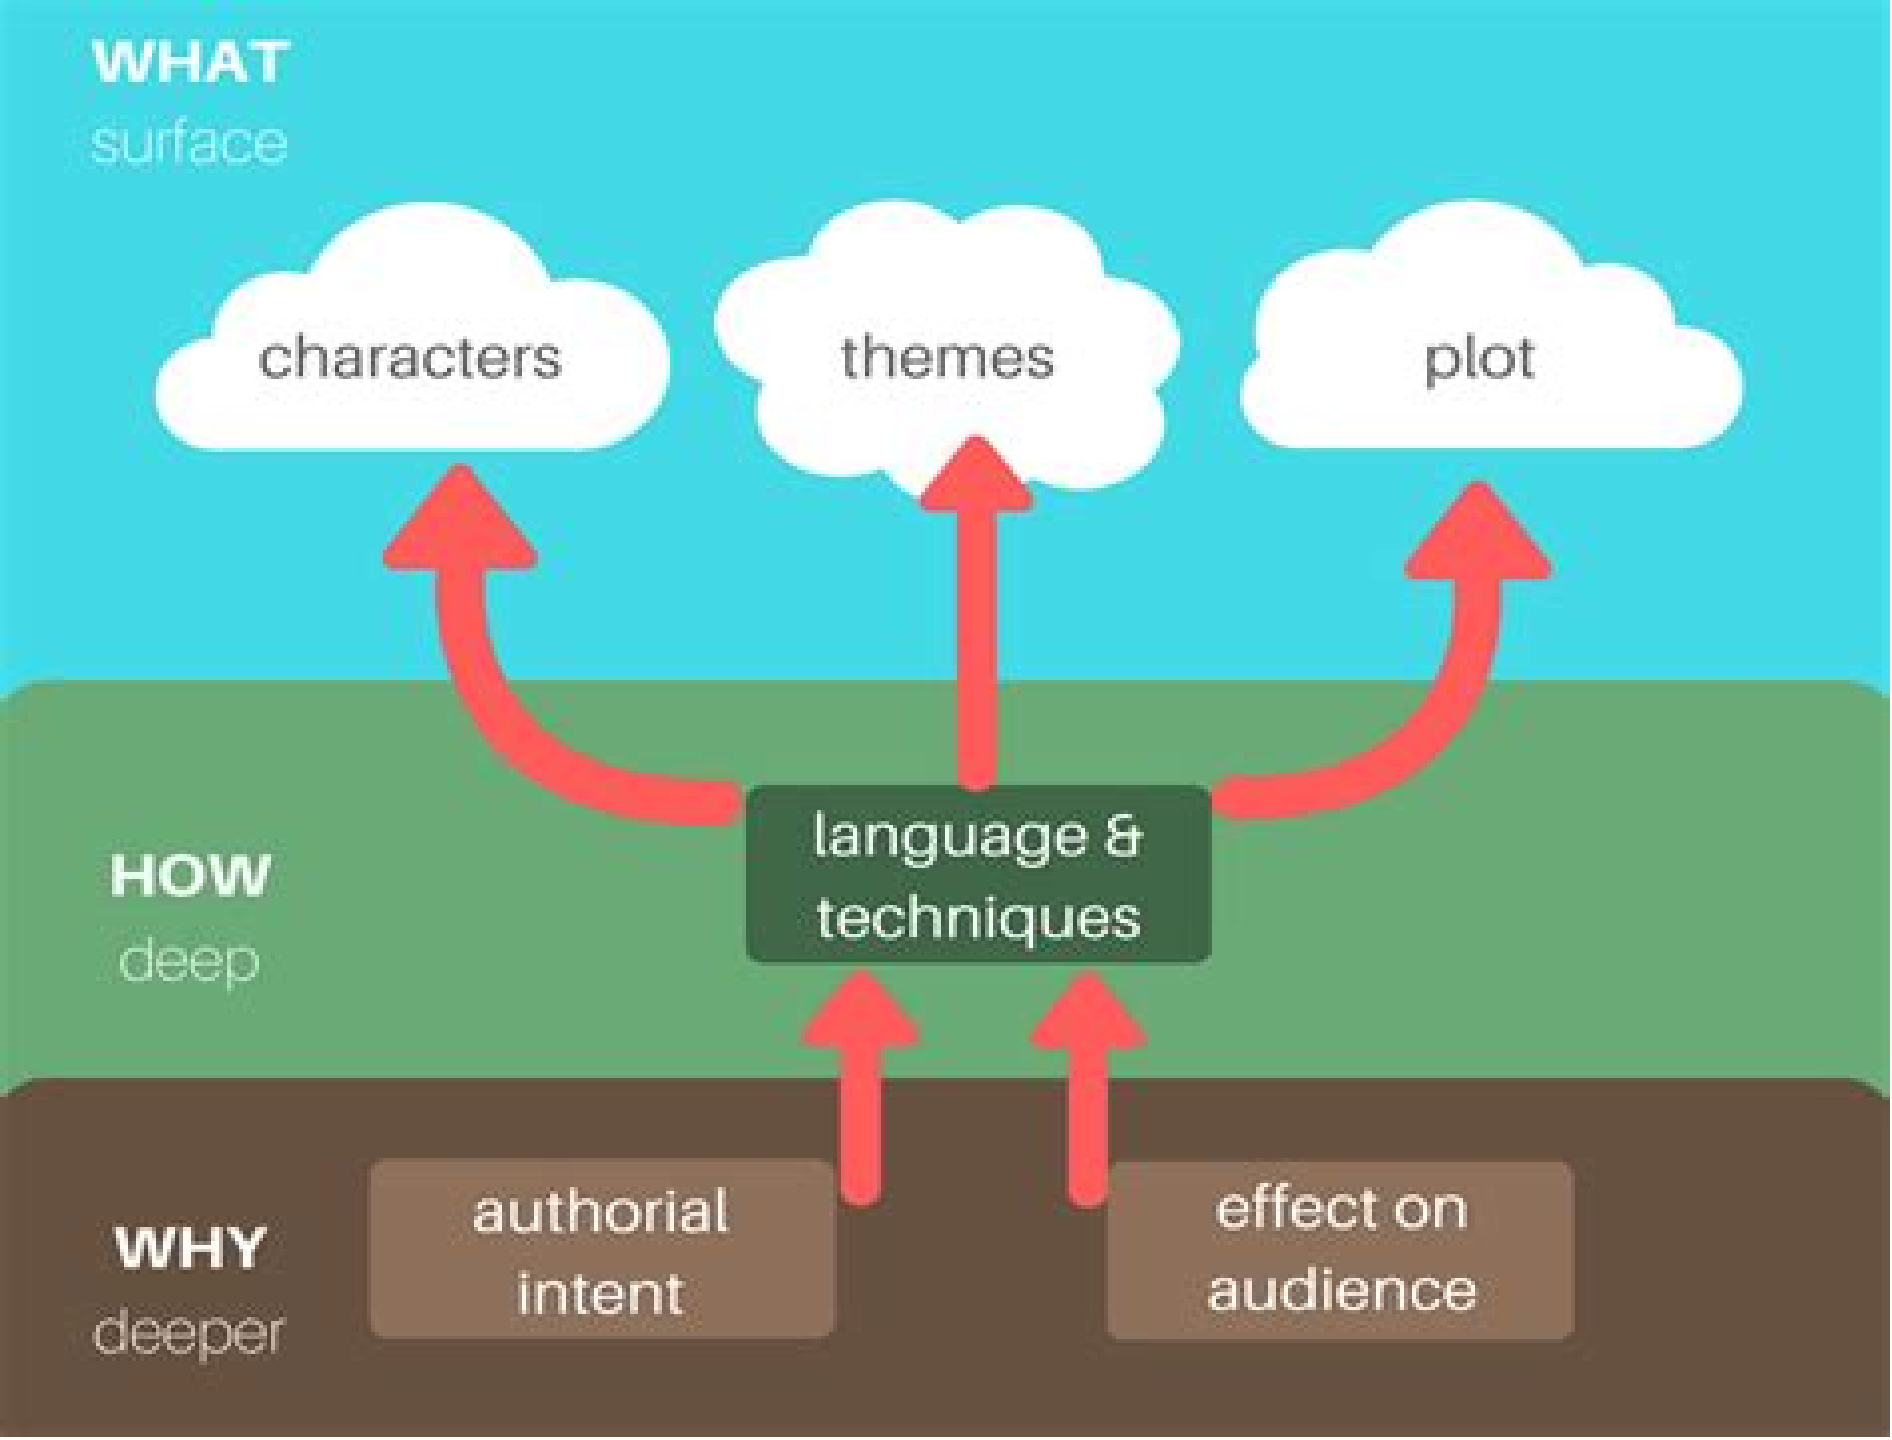 WHAT
surface
characters
themes
plot
HOW
deep
language &
techniques
WHY
deeper
authorial
intent
effect on
audience